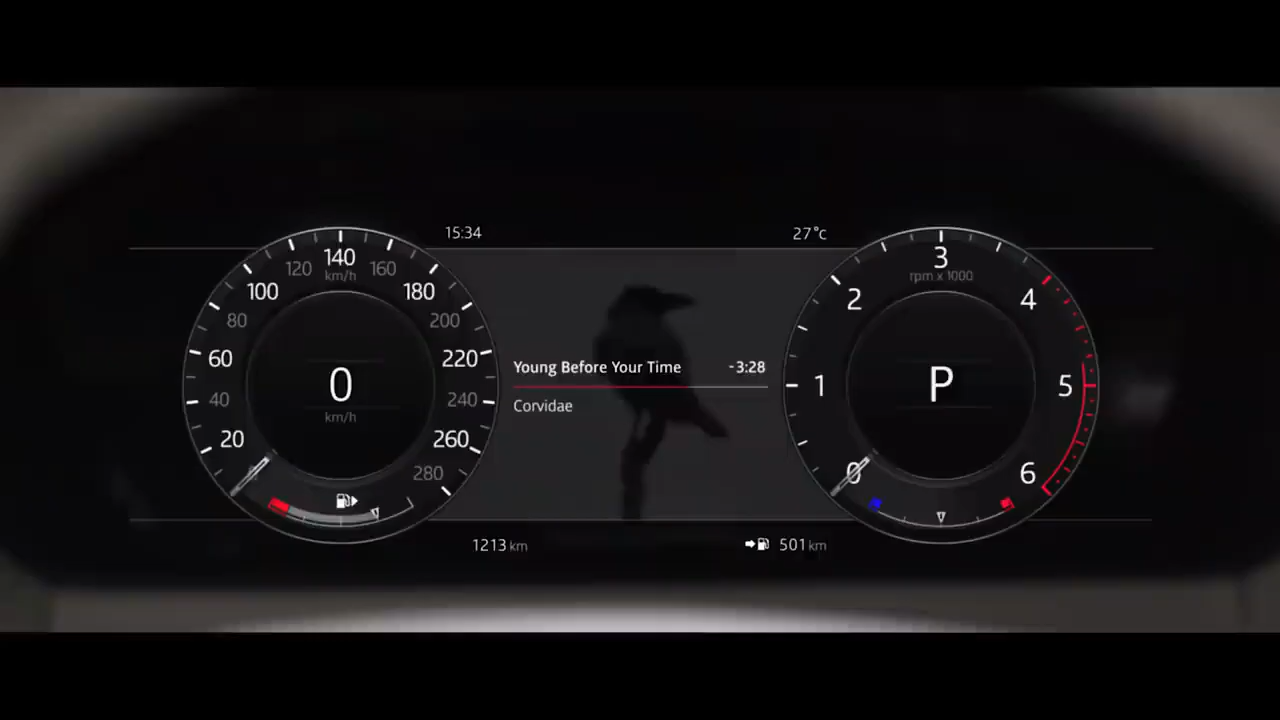 15:34
27°c
140
km/h
120
160
100
180
80
200
60
220
40
240
20
260
280
0
km/h
Young Before Your Time
-3:28
Corvidae
3
rpm x 1000
2
4
1
5
0
6
P
1213 km
501 km